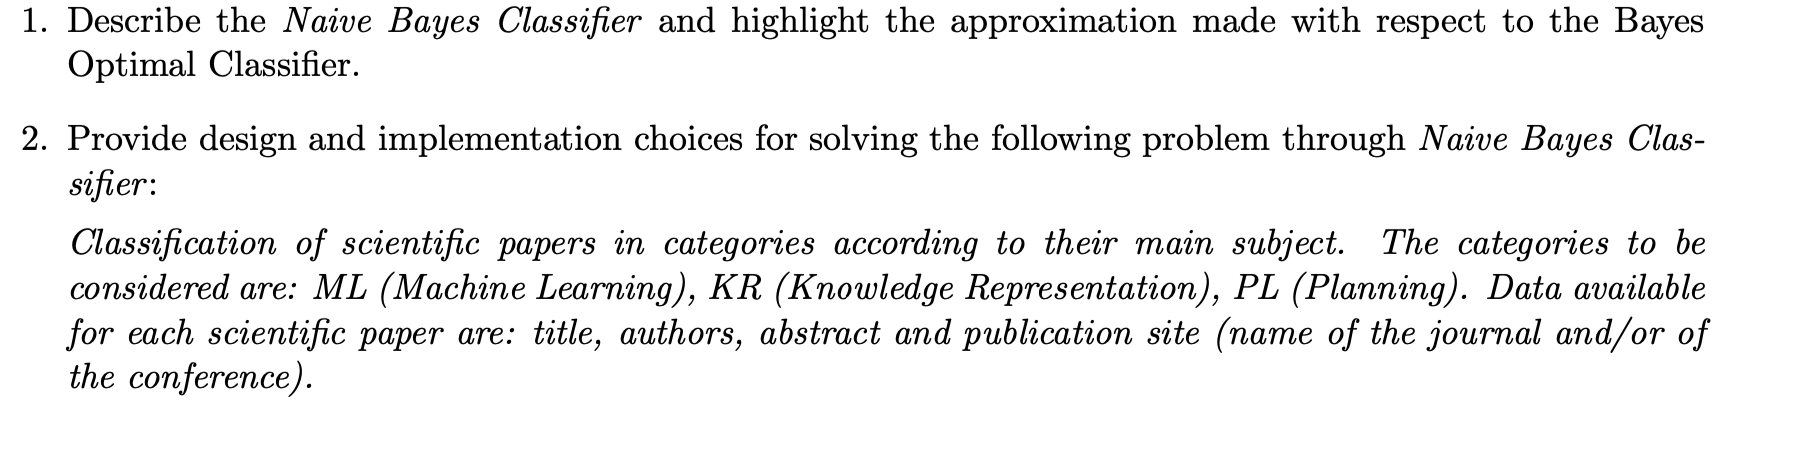 1. Describe the Naive Bayes Classifier and highlight the approximation made with respect to the Bayes
Optimal Classifier.
2. Provide design and implementation choices for solving the following problem through Naive Bayes Clas-
sifier:
Classification of scientific papers in categories according to their main subject. The categories to be
considered are: ML (Machine Learning), KR (Knowledge Representation), PL (Planning). Data available
for each scientific paper are: title, authors, abstract and publication site (name of the journal and/or of
the conference).